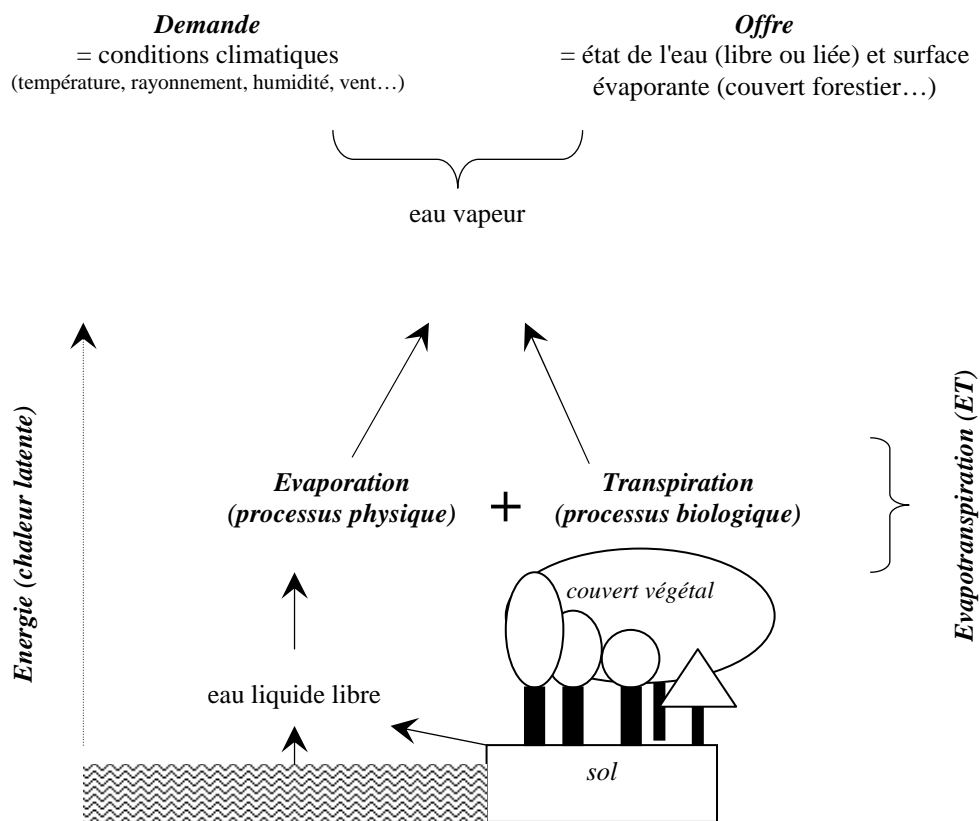 Demande
= conditions climatiques
(température, rayonnement, humidité, vent…)
Offre
= état de l'eau (libre ou liée) et surface
évaporante (couvert forestier…)
eau vapeur
Energie (chaleur latente)
Evaporation
(processus physique)
+
Transpiration
(processus biologique)
Evapotranspiration (ET)
couvert végétal
eau liquide libre
sol